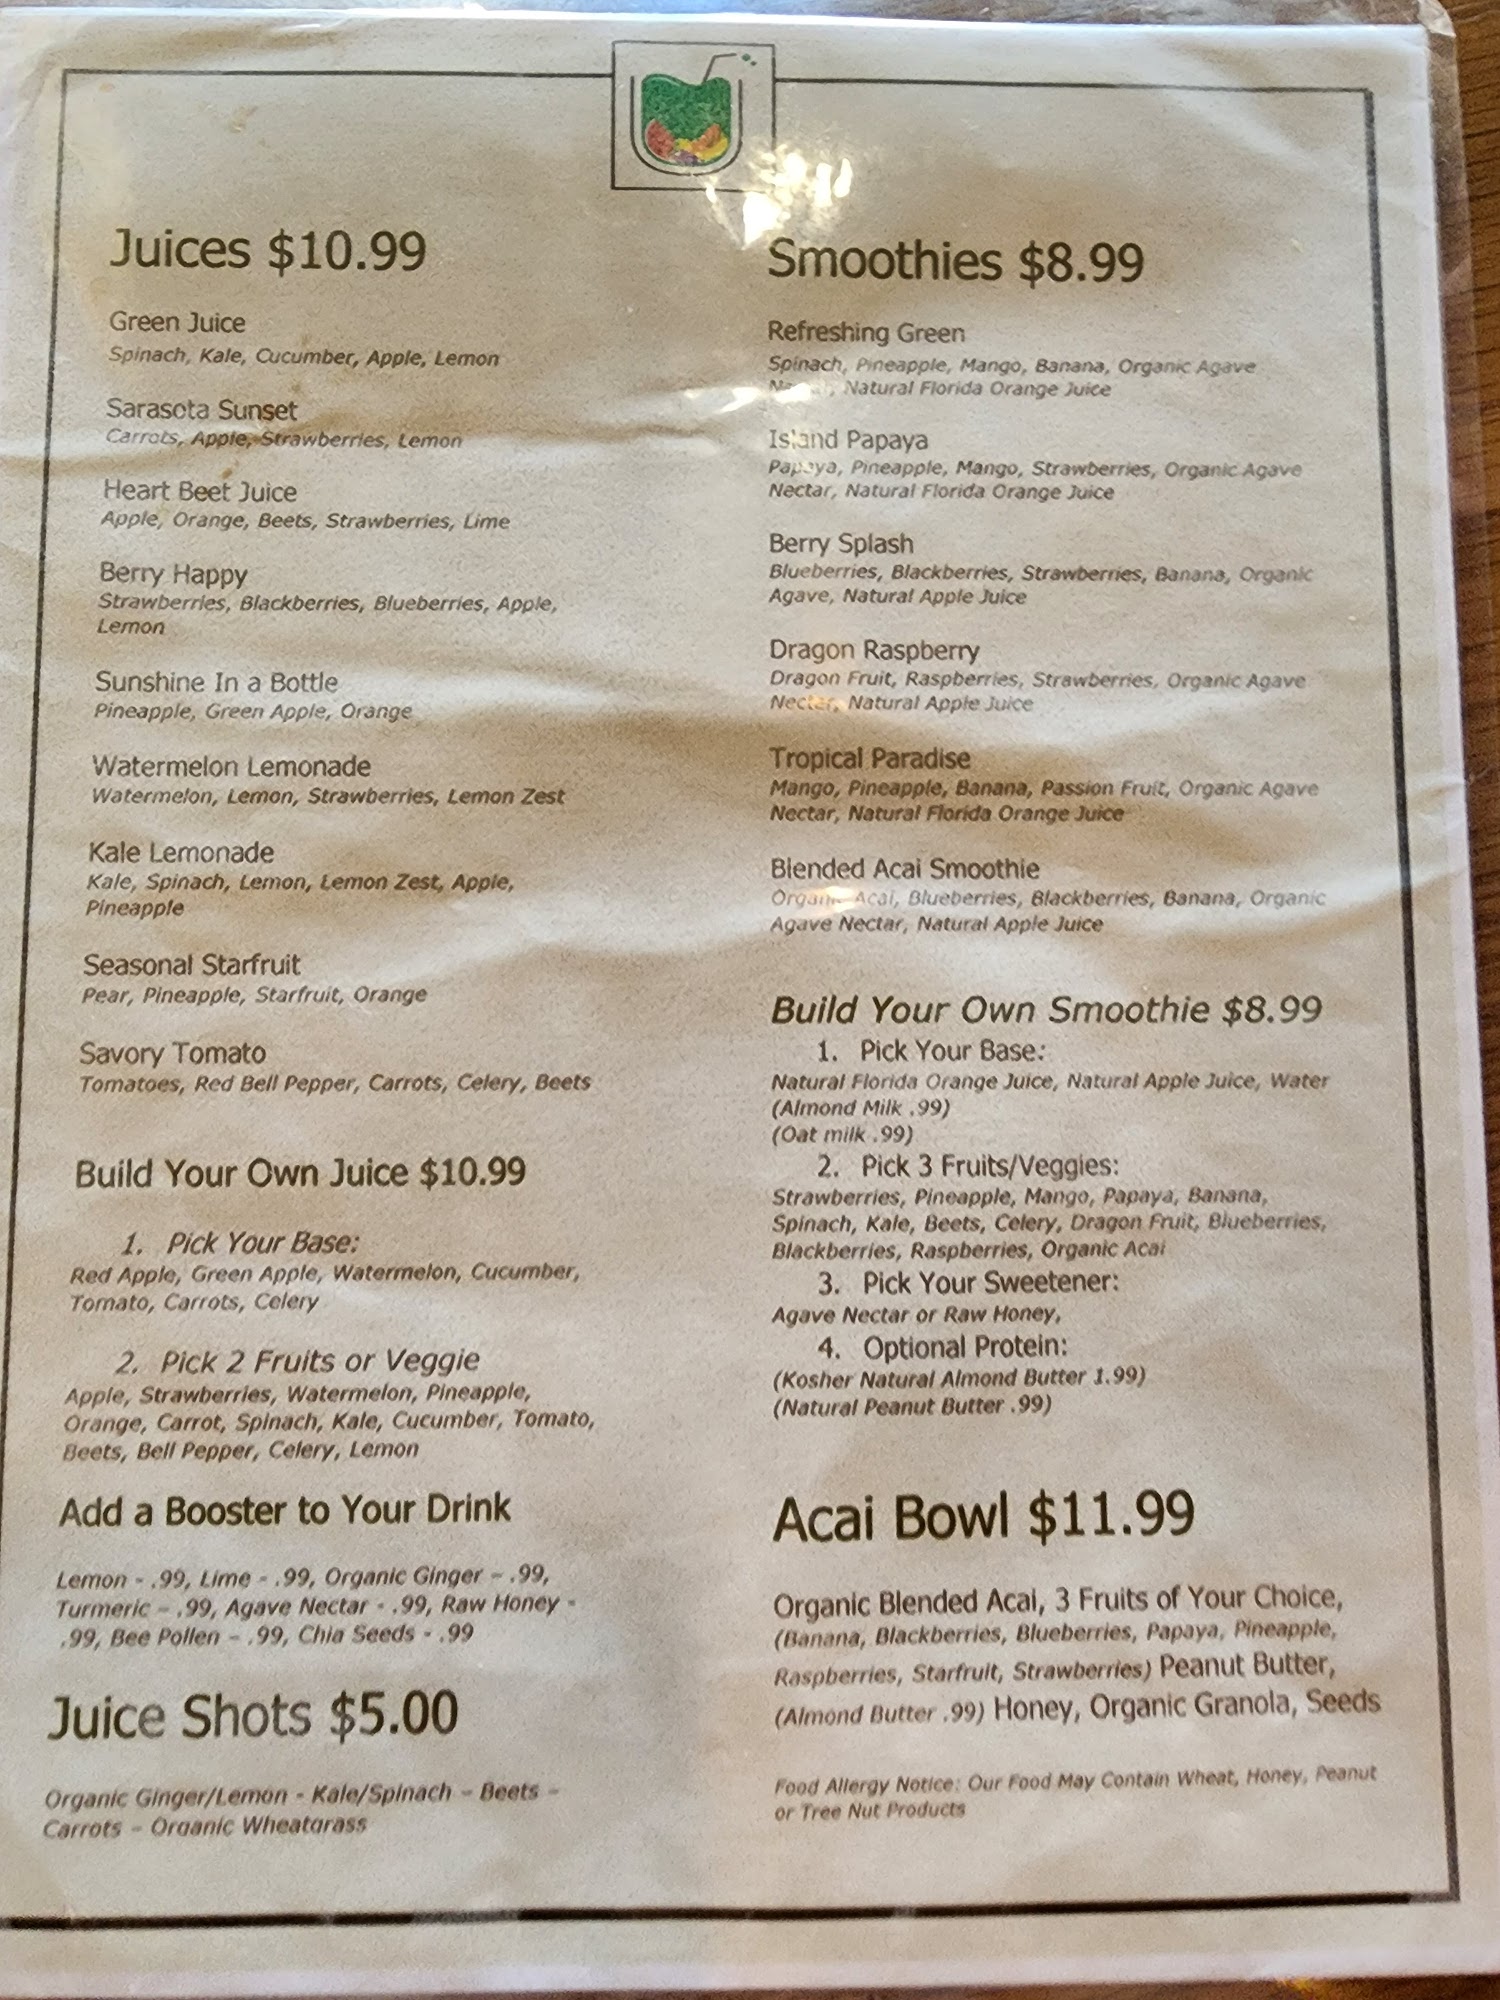 Juices $10.99
Green Juice
Spinach, Kale, Cucumber, Apple, Lemon
Sarasota Sunset
Carrots, Apple, Strawberries, Lemon
Heart Beet Juice
Apple, Orange, Beets, Strawberries, Lime
Berry Happy
Strawberries, Blackberries, Blueberries, Apple,
Lemon
Sunshine In a Bottle
Pineapple, Green Apple, Orange
Watermelon Lemonade
Watermelon, Lemon, Strawberries, Lemon Zest
Kale Lemonade
Kale, Spinach, Lemon, Lemon Zest, Apple,
Pineapple
Seasonal Starfruit
Pear, Pineapple, Starfruit, Orange
Savory Tomato
Tomatoes, Red Bell Pepper, Carrots, Celery, Beets
Build Your Own Juice $10.99
1. Pick Your Base:
Red Apple, Green Apple, Watermelon, Cucumber,
Tomato, Carrots, Celery
2. Pick 2 Fruits or Veggie
Apple, Strawberries, Watermelon, Pineapple,
Orange, Carrot, Spinach, Kale, Cucumber, Tomato,
Beets, Bell Pepper, Celery, Lemon
Add a Booster to Your Drink
Lemon - .99, Lime - .99, Organic Ginger – .99,
Turmeric – .99, Agave Nectar - .99, Raw Honey -
.99, Bee Pollen – .99, Chia Seeds - .99
Juice Shots $5.00
Organic Ginger/Lemon - Kale/Spinach – Beets –
Carrots – Organic Wheatgrass
Smoothies $8.99
Refreshing Green
Spinach, Pineapple, Mango, Banana, Organic Agave
Natural Florida Orange Juice
Island Papaya
Papaya, Pineapple, Mango, Strawberries, Organic Agave
Nectar, Natural Florida Orange Juice
Berry Splash
Blueberries, Blackberries, Strawberries, Banana, Organic
Agave, Natural Apple Juice
Dragon Raspberry
Dragon Fruit, Raspberries, Strawberries, Organic Agave
Nectar, Natural Apple Juice
Tropical Paradise
Mango, Pineapple, Banana, Passion Fruit, Organic Agave
Nectar, Natural Florida Orange Juice
Blended Acai Smoothie
Organic Acai, Blueberries, Blackberries, Banana, Organic
Agave Nectar, Natural Apple Juice
Build Your Own Smoothie $8.99
1. Pick Your Base:
Natural Florida Orange Juice, Natural Apple Juice, Water
(Almond Milk .99)
(Oat milk .99)
2. Pick 3 Fruits/Veggies:
Strawberries, Pineapple, Mango, Papaya, Banana,
Spinach, Kale, Beets, Celery, Dragon Fruit, Blueberries,
Blackberries, Raspberries, Organic Acai
3. Pick Your Sweetener:
Agave Nectar or Raw Honey,
4. Optional Protein:
(Kosher Natural Almond Butter 1.99)
(Natural Peanut Butter .99)
Acai Bowl $11.99
Organic Blended Acai, 3 Fruits of Your Choice,
(Banana, Blackberries, Blueberries, Papaya, Pineapple,
Raspberries, Starfruit, Strawberries) Peanut Butter,
(Almond Butter .99) Honey, Organic Granola, Seeds
Food Allergy Notice: Our Food May Contain Wheat, Honey, Peanut
or Tree Nut Products